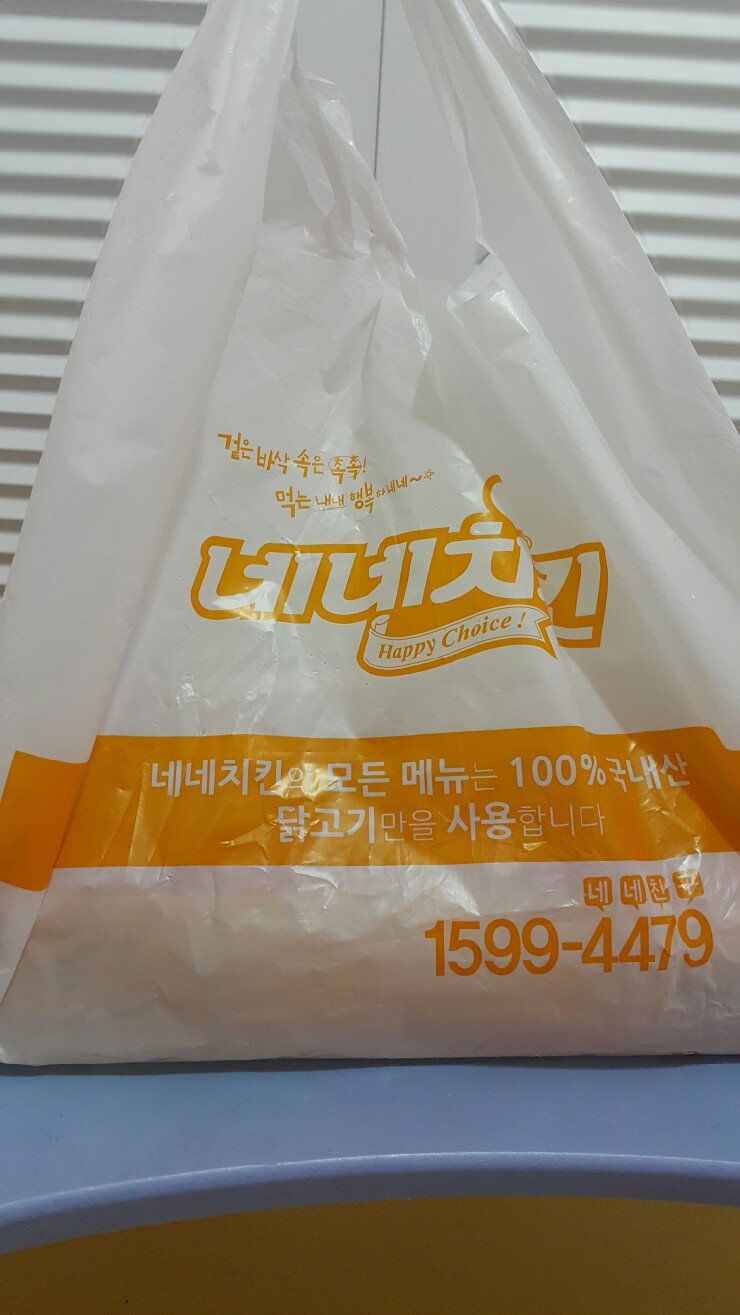 겉은 바삭 속은 촉촉!
먹는 내내 행복하네네~☆
네네치킨
Happy Choice !
네네치킨의 모든 메뉴는 100%국내산
닭고기만을 사용합니다
네 네 친 구
1599-4479